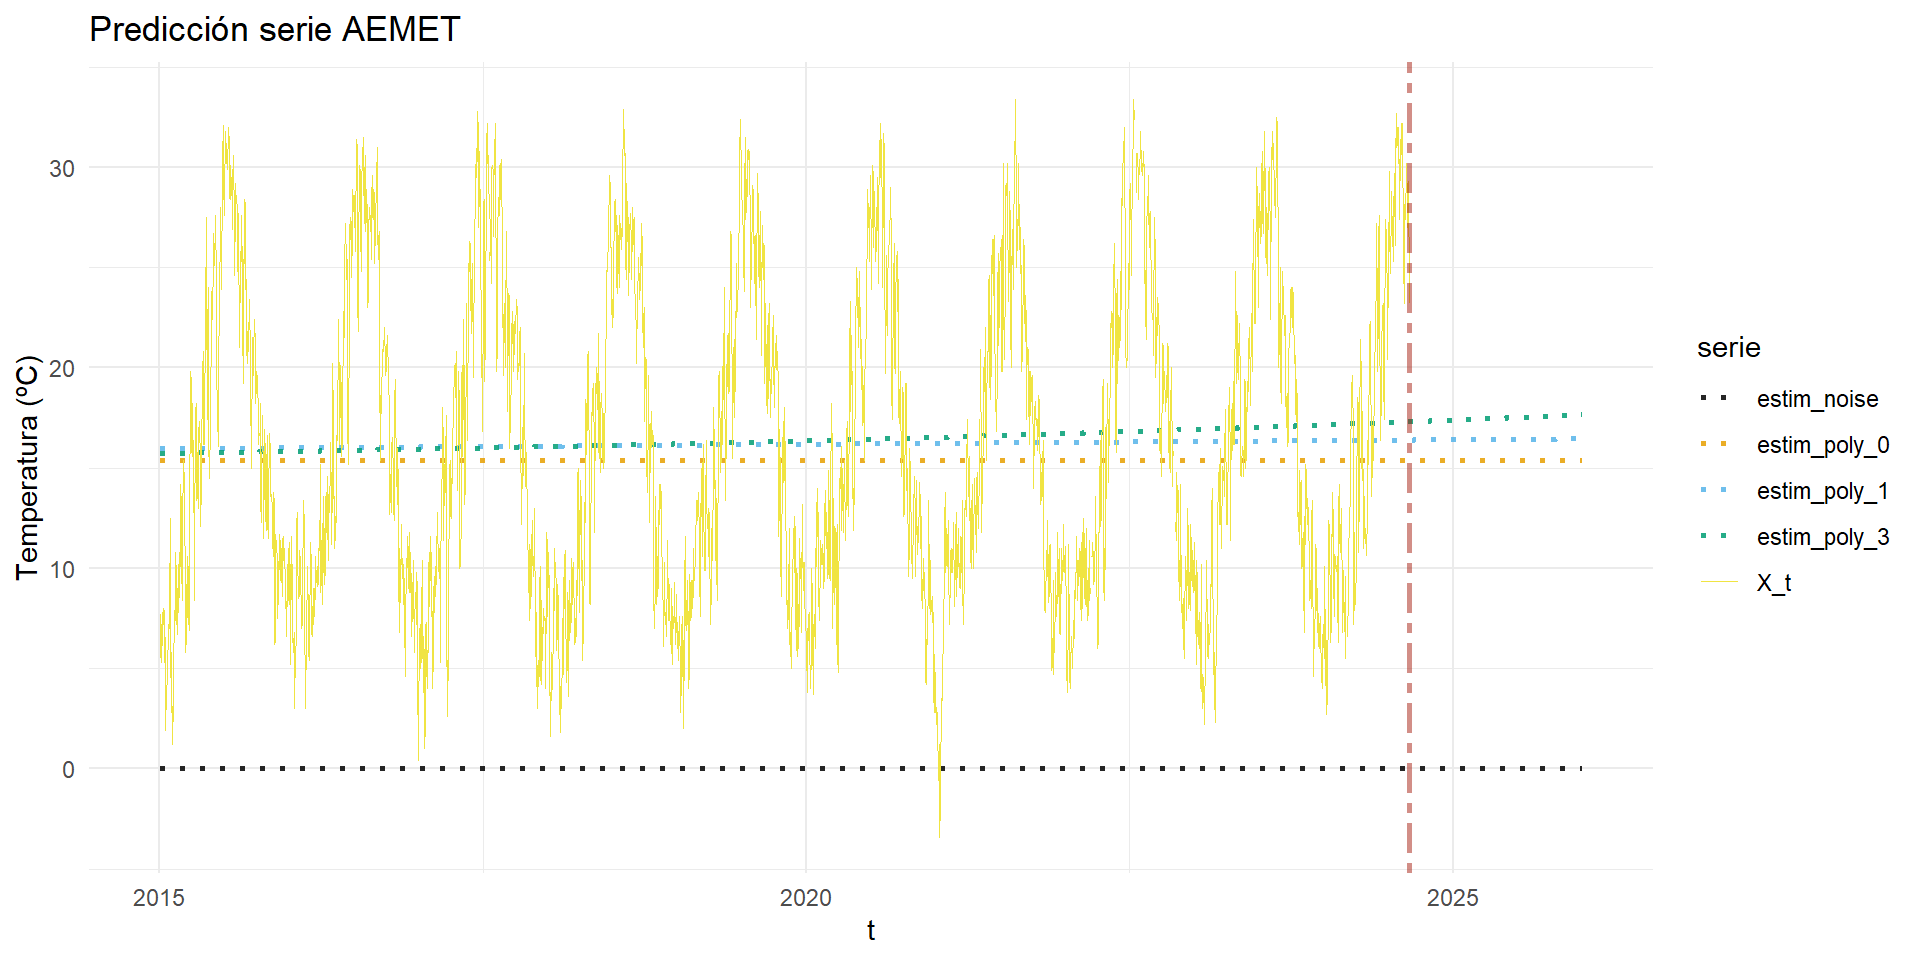 Predicción serie AEMET
Temperatura (ºC)
30
20
10
0
2015
2020
2025
t
serie
estim_noise
estim_poly_0
estim_poly_1
estim_poly_3
X_t